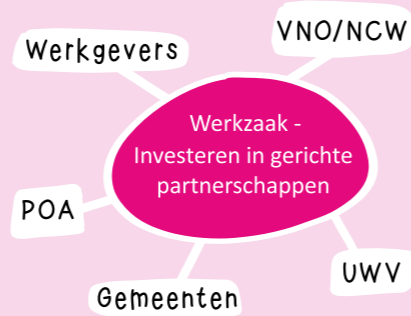 VNO/NCW
Werkgevers
Werkzaak -
Investeren in gerichte
partnerschappen
POA
UWV
Gemeenten